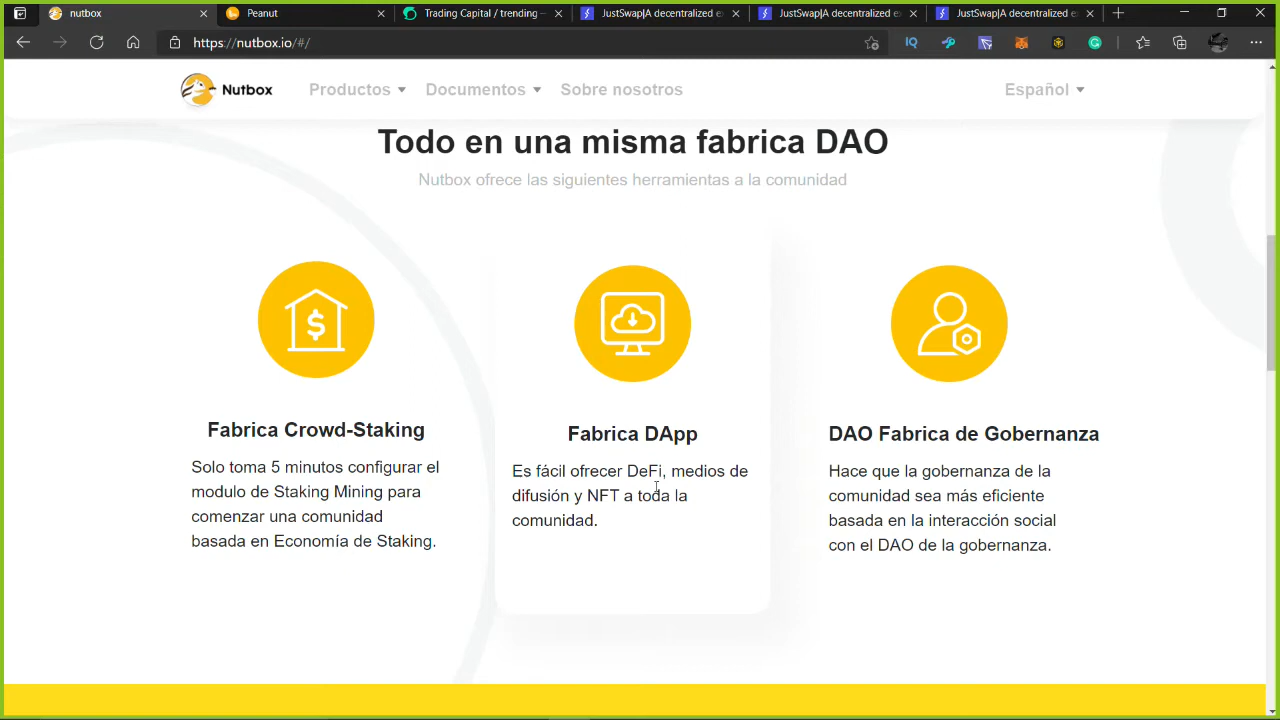 nutbox
Peanut
Trading Capital / trending –
JustSwap|A decentralized e
JustSwap|A decentralized e
JustSwap|A decentralized e
https://nutbox.io/#/
Nutbox
Productos
Documentos
Sobre nosotros
Español
Todo en una misma fabrica DAO
Nutbox ofrece las siguientes herramientas a la comunidad
$
Fabrica Crowd-Staking
Solo toma 5 minutos configurar el
modulo de Staking Mining para
comenzar una comunidad
basada en Economía de Staking.
Fabrica DApp
Es fácil ofrecer DeFi, medios de
difusión y NFT a toda la
comunidad.
DAO Fabrica de Gobernanza
Hace que la gobernanza de la
comunidad sea más eficiente
basada en la interacción social
con el DAO de la gobernanza.